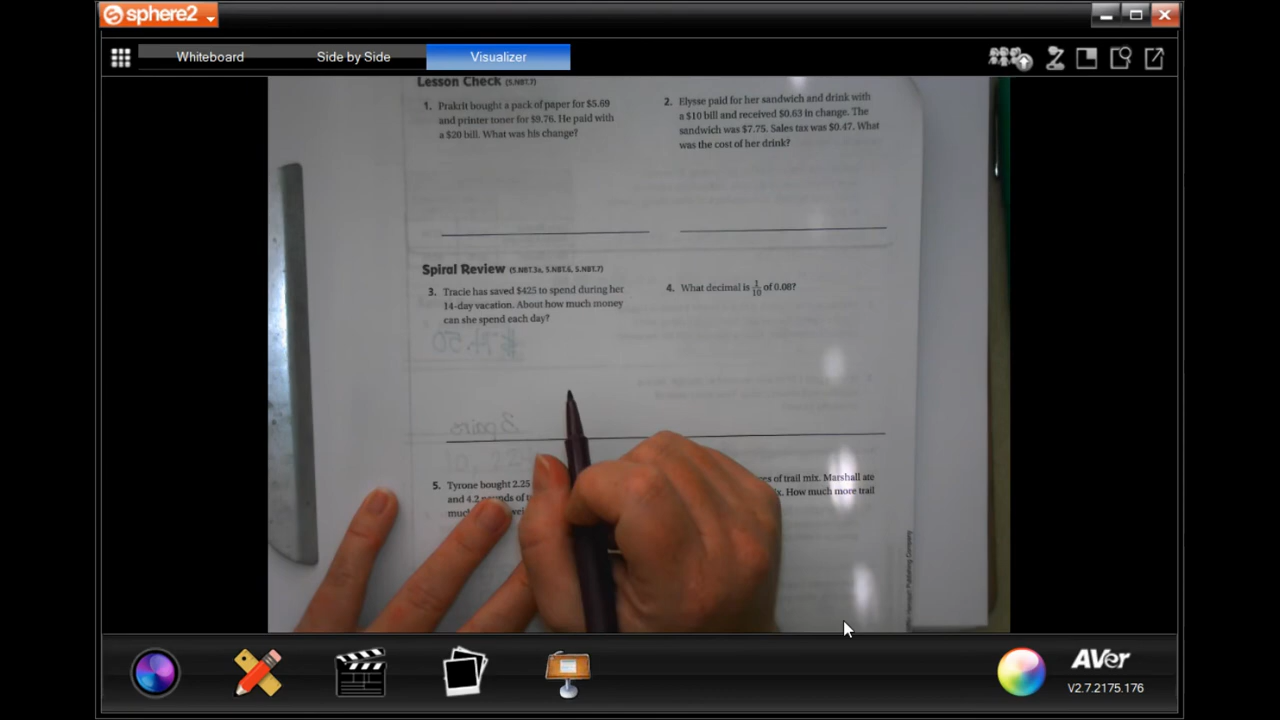 sphere2
Whiteboard
Side by Side
Visualizer
Lesson Check (5.NBT.7)
1. Prakrit bought a pack of paper for $5.69
and printer toner for $9.76. He paid with
a $20 bill. What was his change?
2. Elysse paid for her sandwich and drink with
a $10 bill and received $0.63 in change. The
sandwich was $7.75. Sales tax was $0.47. What
was the cost of her drink?
Spiral Review (5.NBT.3a, 5.NBT.6, 5.NBT.7)
3. Tracie has saved $425 to spend during her
14-day vacation. About how much money
can she spend each day?
4. What decimal is 1/10 of 0.08?
5. Tyrone bought 2.25
and 4.2 pounds of
much
es of trail mix. Marshall ate
How much more trail
Publishing Company
AVer
V2.7.2175.176